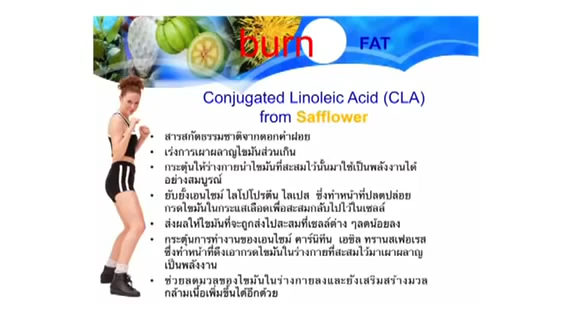 burn FAT
Conjugated Linoleic Acid (CLA)
from Safflower
• สารสกัดธรรมชาติจากดอกคำฝอย
• เร่งการเผาผลาญไขมันส่วนเกิน
• กระตุ้นให้ร่างกายนำไขมันที่สะสมไว้นั้นมาใช้เป็นพลังงานได้
อย่างสมบูรณ์
• ยับยั้งเอนไซม์ ไลโปโปรตีน ไลเปส ซึ่งทำหน้าที่ปลดปล่อย
กรดไขมันในกระแสเลือดเพื่อสะสมกลับไปไว้ในเซลล์
• ส่งผลให้ไขมันที่จะถูกส่งไปสะสมที่เซลล์ต่าง ๆลดน้อยลง
• กระตุ้นการทำงานของเอนไซม์ คาร์นิทีน เอซิล ทรานสเฟอเรส
ซึ่งทำหน้าที่ดึงเอากรดไขมันในร่างกายที่สะสมไว้มาเผาผลาญ
เป็นพลังงาน
• ช่วยลดมวลของไขมันในร่างกายลงและยังเสริมสร้างมวล
กล้ามเนื้อเพิ่มขึ้นได้อีกด้วย